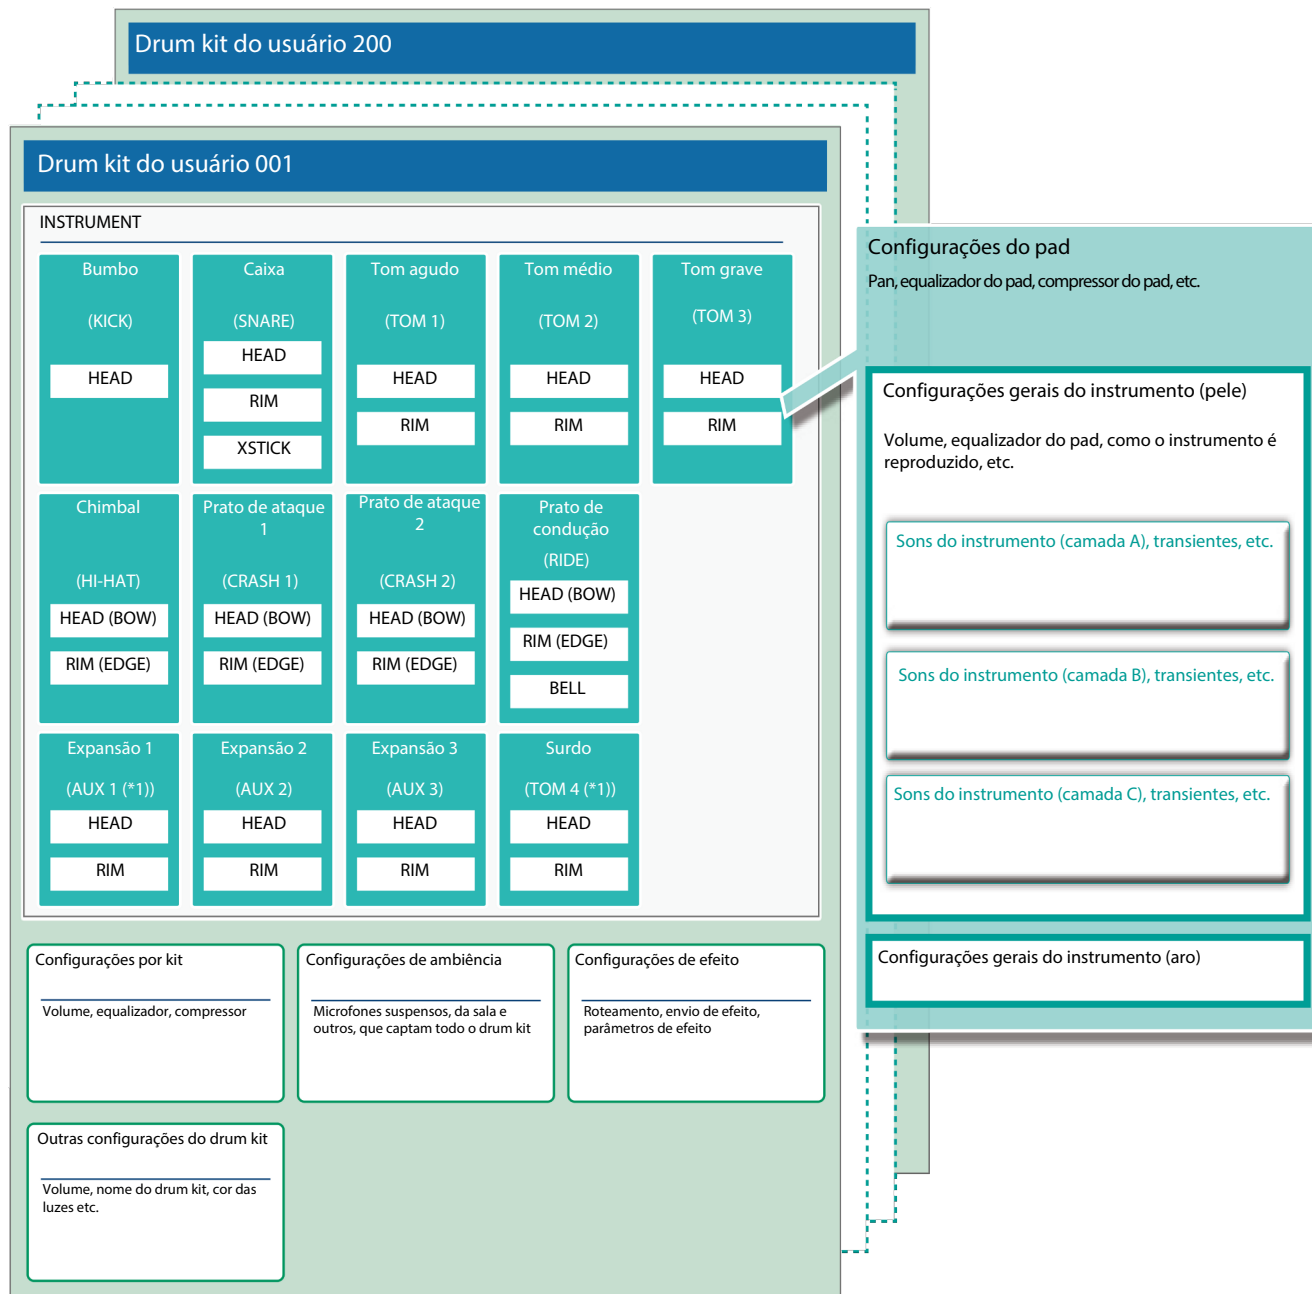 Drum kit do usuário 200
Drum kit do usuário 001
INSTRUMENT
Bumbo
(KICK)
HEAD
Caixa
(SNARE)
HEAD
RIM
XSTICK
Tom agudo
(TOM 1)
HEAD
RIM
Tom médio
(TOM 2)
HEAD
RIM
Tom grave
(TOM 3)
HEAD
RIM
Chimbal
(HI-HAT)
HEAD (BOW)
RIM (EDGE)
Prato de ataque
1
(CRASH 1)
HEAD (BOW)
RIM (EDGE)
Prato de ataque
2
(CRASH 2)
HEAD (BOW)
RIM (EDGE)
Prato de
condução
(RIDE)
HEAD (BOW)
RIM (EDGE)
BELL
Expansão 1
(AUX 1 (*1))
HEAD
RIM
Expansão 2
(AUX 2)
HEAD
RIM
Expansão 3
(AUX 3)
HEAD
RIM
Surdo
(TOM 4 (*1))
HEAD
RIM
Configurações por kit
Volume, equalizador, compressor
Configurações de ambiência
Microfones suspensos, da sala e
outros, que captam todo o drum kit
Configurações de efeito
Roteamento, envio de efeito,
parâmetros de efeito
Outras configurações do drum kit
Volume, nome do drum kit, cor das
luzes etc.
Configurações do pad
Pan, equalizador do pad, compressor do pad, etc.
Configurações gerais do instrumento (pele)
Volume, equalizador do pad, como o instrumento é
reproduzido, etc.
Sons do instrumento (camada A), transientes, etc.
Sons do instrumento (camada B), transientes, etc.
Sons do instrumento (camada C), transientes, etc.
Configurações gerais do instrumento (aro)